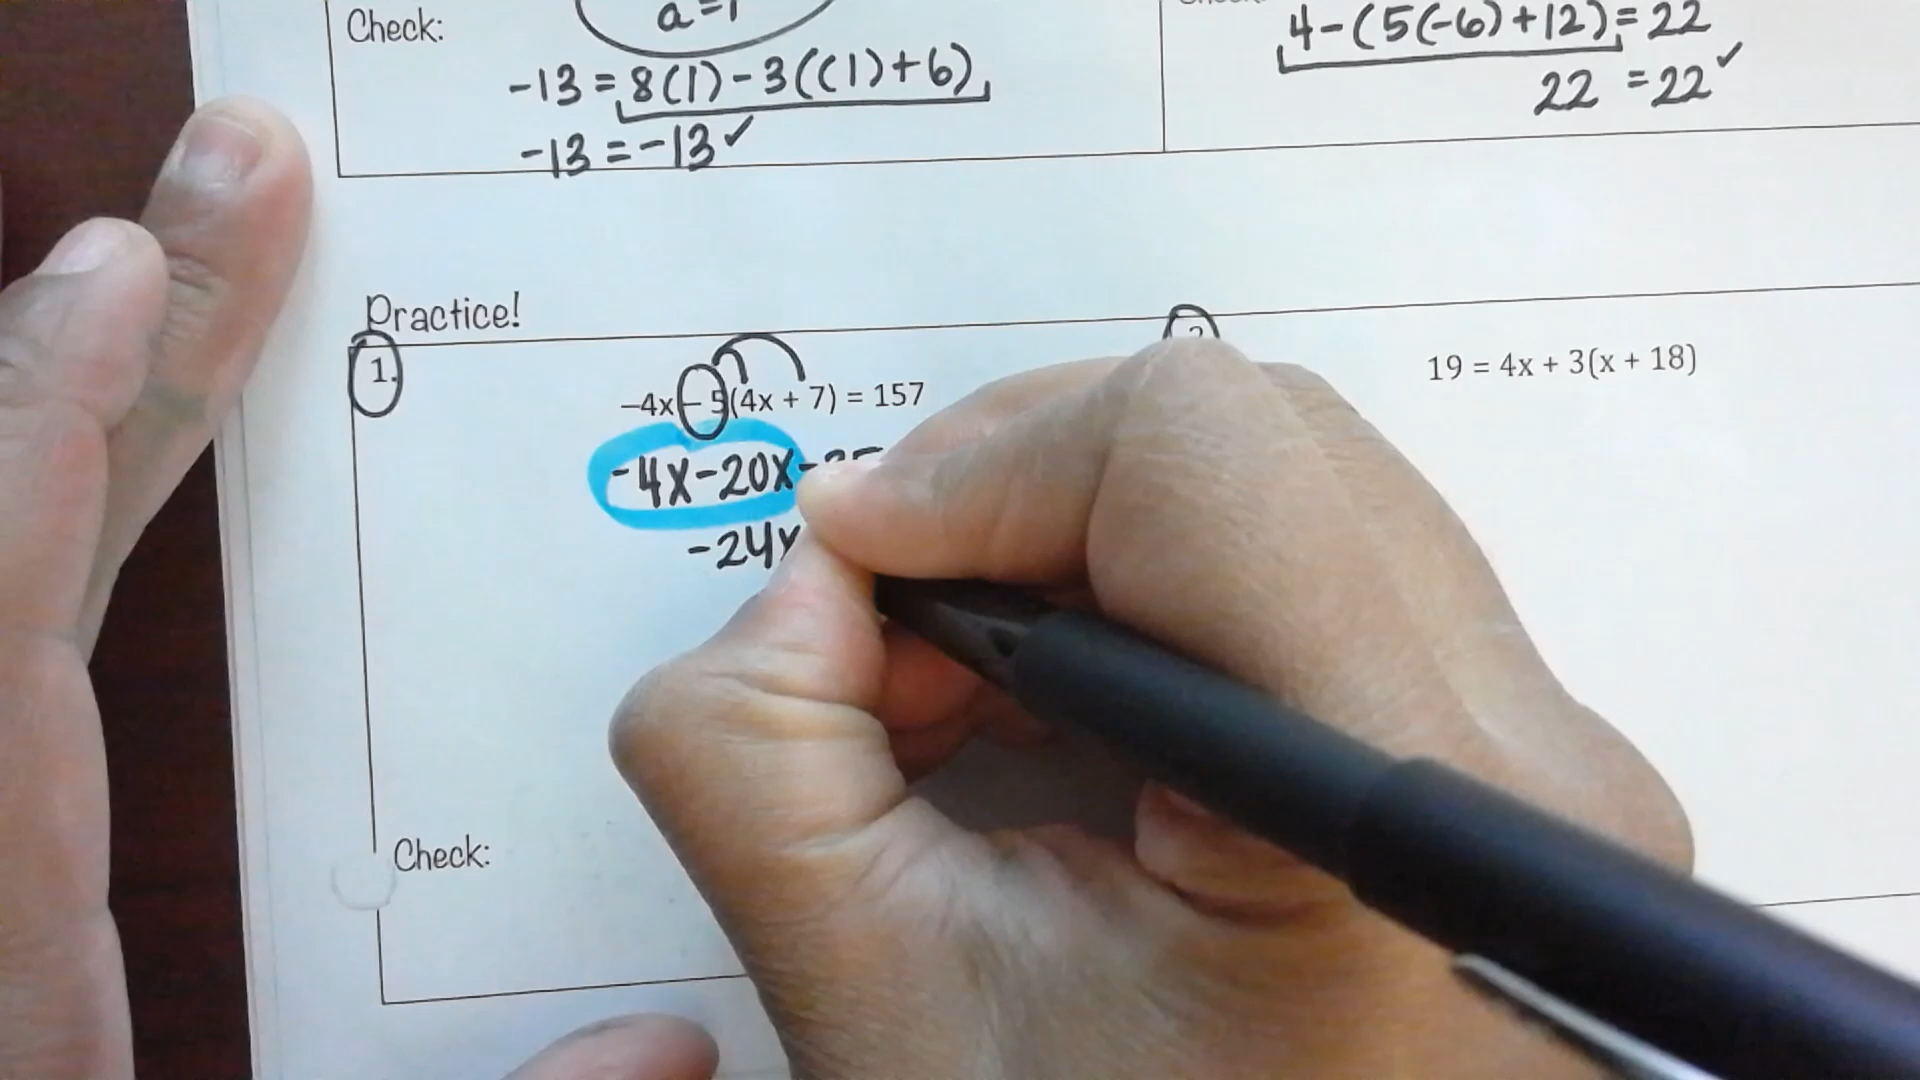 Check:
a=1
-13=8(1)-3((1)+6)
-13=-13✓
4-(5(-6)+12)=22
22 =22✓
Practice!
1.
−4x − 5(4x + 7) = 157
-4x-20x-
-24x
Check:
19 = 4x + 3(x + 18)